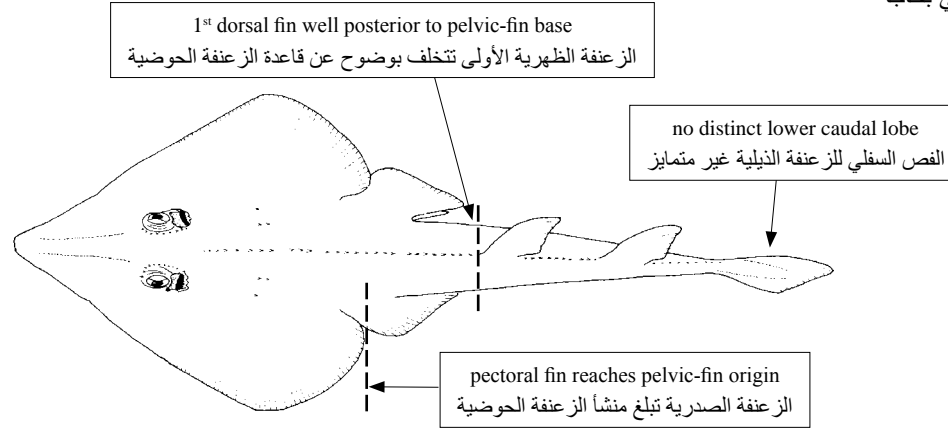 1st dorsal fin well posterior to pelvic-fin base
الزعنفة الظهرية الأولى تتخلف بوضوح عن قاعدة الزعنفة الحوضية
no distinct lower caudal lobe
الفص السفلي للزعنفة الذيلية غير متمايز
pectoral fin reaches pelvic-fin origin
الزعنفة الصدرية تبلغ منشأ الزعنفة الحوضية